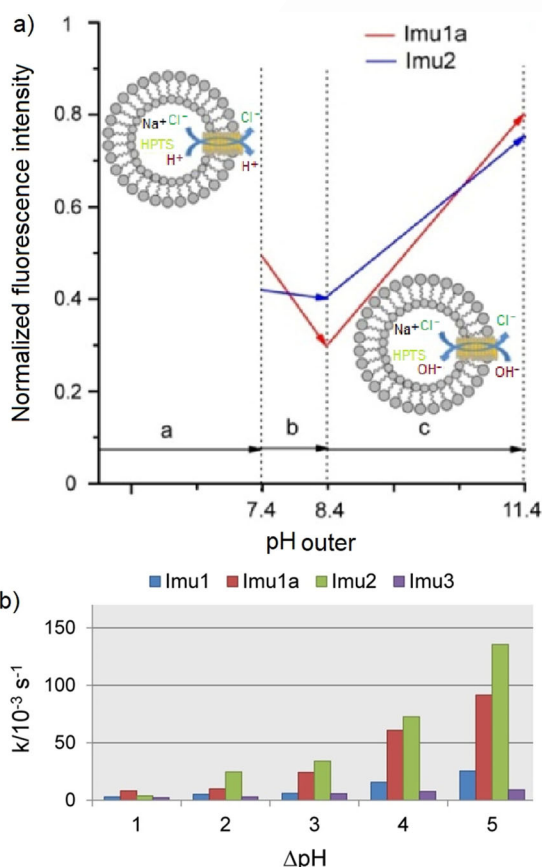 a)
Normalized fluorescence intensity
1
0.8
0.6
0.4
0.2
0
Imu1a
Imu2
Na+ Cl− Cl−
HPTS
H+ H+
Na+ Cl− Cl−
HPTS
OH− OH−
a b c
7.4 8.4 11.4
pH outer
b)
Imu1 Imu1a Imu2 Imu3
k/10⁻³ s⁻¹
150
100
50
0
1 2 3 4 5
ΔpH